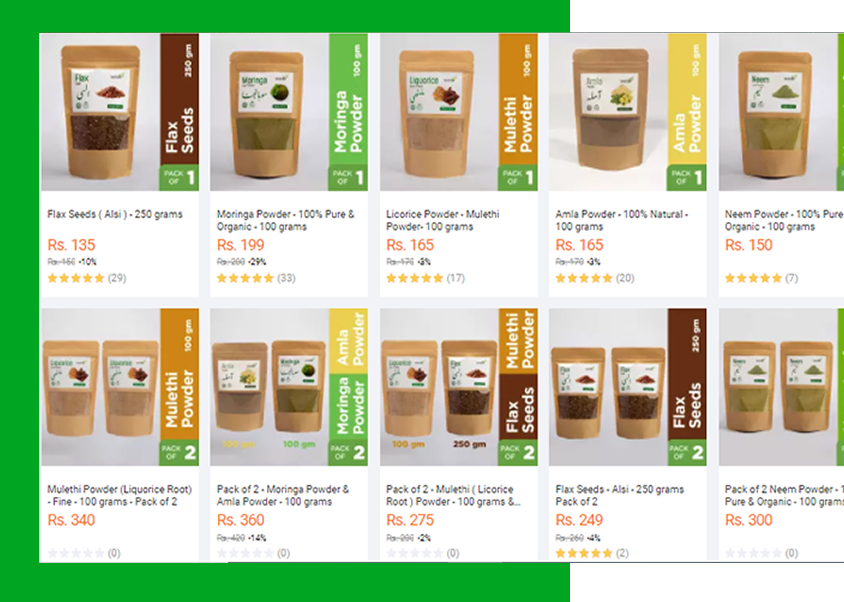 Flax
السی
250 gm
Flax Seeds
PACK OF 1
Flax Seeds ( Alsi ) - 250 grams
Rs. 135
Rs. 150 -10%
(29)
Moringa
سوہانجنا
100 gm
Moringa Powder
PACK OF 1
Moringa Powder - 100% Pure &
Organic - 100 grams
Rs. 199
Rs. 280 -29%
(33)
Liquorice
ملٹھی
100 gm
Mulethi Powder
PACK OF 1
Licorice Powder - Mulethi
Powder- 100 grams
Rs. 165
Rs. 170 -3%
(17)
Amla
آملہ
100 gm
Amla Powder
PACK OF 1
Amla Powder - 100% Natural -
100 grams
Rs. 165
Rs. 170 -3%
(20)
Neem
نیم
Neem Powder - 100% Pure
Organic - 100 grams
Rs. 150
(7)
Liquorice
Liquorice
100 gm
Mulethi Powder
PACK OF 2
Mulethi Powder (Liquorice Root)
- Fine - 100 grams - Pack of 2
Rs. 340
(0)
Amla
Moringa
100 gm
Amla Powder
Moringa Powder
PACK OF 2
Pack of 2 - Moringa Powder &
Amla Powder - 100 grams
Rs. 360
Rs. 420 -14%
(0)
Liquorice
Flax
100 gm
250 gm
Mulethi Powder
Flax Seeds
PACK OF 2
Pack of 2 - Mulethi ( Licorice
Root ) Powder - 100 grams &...
Rs. 275
Rs. 280 -2%
(0)
Flax
Flax
250 gm
Flax Seeds
PACK OF 2
Flax Seeds - Alsi - 250 grams
Pack of 2
Rs. 249
Rs. 260 -4%
(2)
Neem
Neem
Pack of 2 Neem Powder - 1
Pure & Organic - 100 grams
Rs. 300
(0)